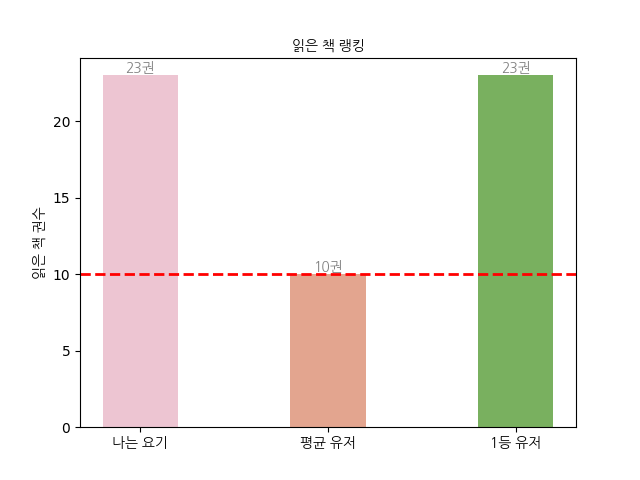 읽은 책 랭킹
23권
10권
23권
읽은 책 권수
20
15
10
5
0
나는 요기
평균 유저
1등 유저